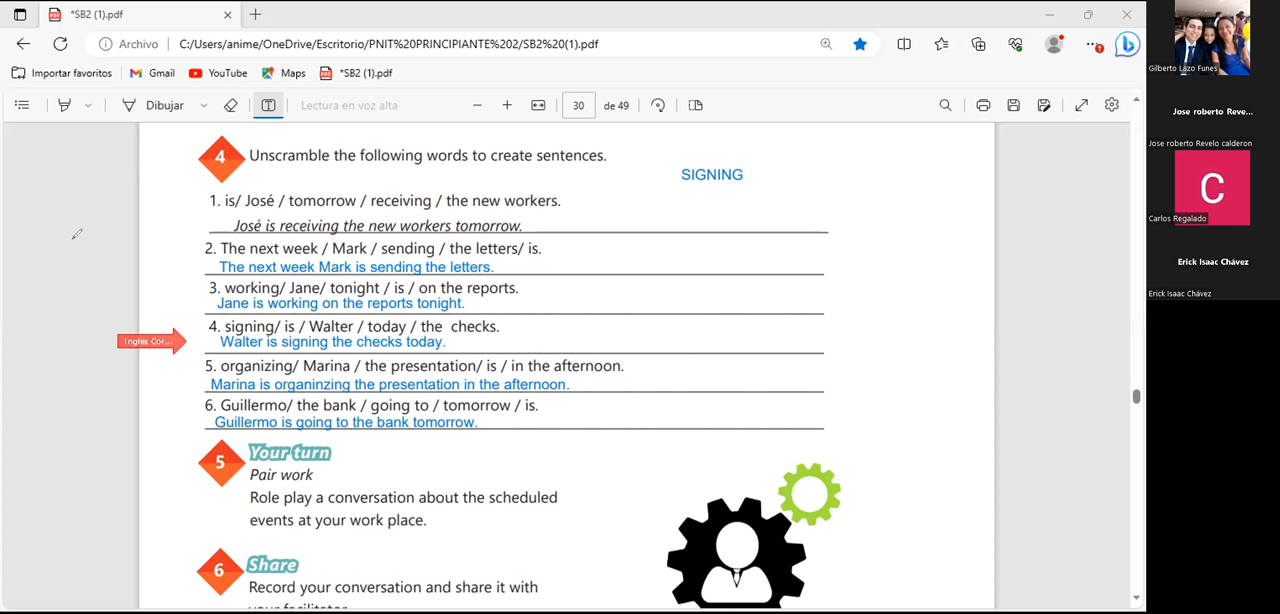 *SB2 (1).pdf
Archivo C:/Users/anime/OneDrive/Escritorio/PNIT%20PRINCIPIANTE%202/SB2%20(1).pdf
Importar favoritos Gmail YouTube Maps *SB2 (1).pdf
Dibujar Lectura en voz alta 30 de 49
4 Unscramble the following words to create sentences.
SIGNING
1. is/ José / tomorrow / receiving / the new workers.
José is receiving the new workers tomorrow.
2. The next week / Mark / sending / the letters/ is.
The next week Mark is sending the letters.
3. working/ Jane/ tonight / is / on the reports.
Jane is working on the reports tonight.
4. signing/ is / Walter / today / the checks.
Ingles Cor...
Walter is signing the checks today.
5. organizing/ Marina / the presentation/ is / in the afternoon.
Marina is organinzing the presentation in the afternoon.
6. Guillermo/ the bank / going to / tomorrow / is.
Guillermo is going to the bank tomorrow.
5 Your turn
Pair work
Role play a conversation about the scheduled
events at your work place.
6 Share
Record your conversation and share it with
your facilitator
Gilberto Lazo Funes
Jose roberto Reve...
Jose roberto Revelo calderon
C
Carlos Regalado
Erick Isaac Chávez
Erick Isaac Chávez